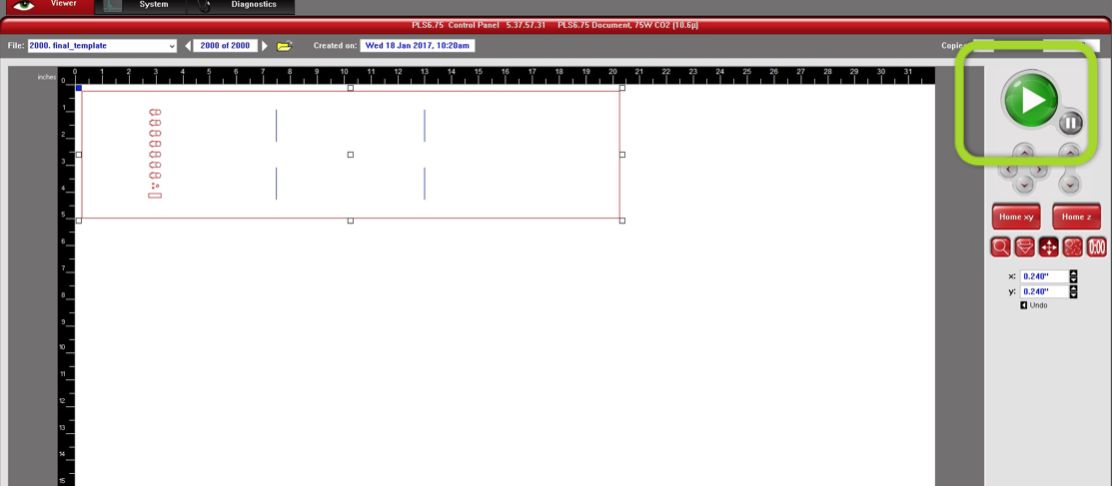 Viewer System Diagnostics
PLS6.75 Control Panel 5.37.57.31 PLS6.75 Document, 75W CO2 [10.6µ]
File: 2000. final_template 2000 of 2000 Created on: Wed 18 Jan 2017, 10:20am
inches 0 1 2 3 4 5 6 7 8 9 10 11 12 13 14 15 16 17 18 19 20 21 22 23 24 25 26 27 28 29 30 31
0
1
2
3
4
5
6
7
8
9
10
11
12
13
14
15
Home xy Home z
0:00
x: 0.240"
y: 0.240"
Undo